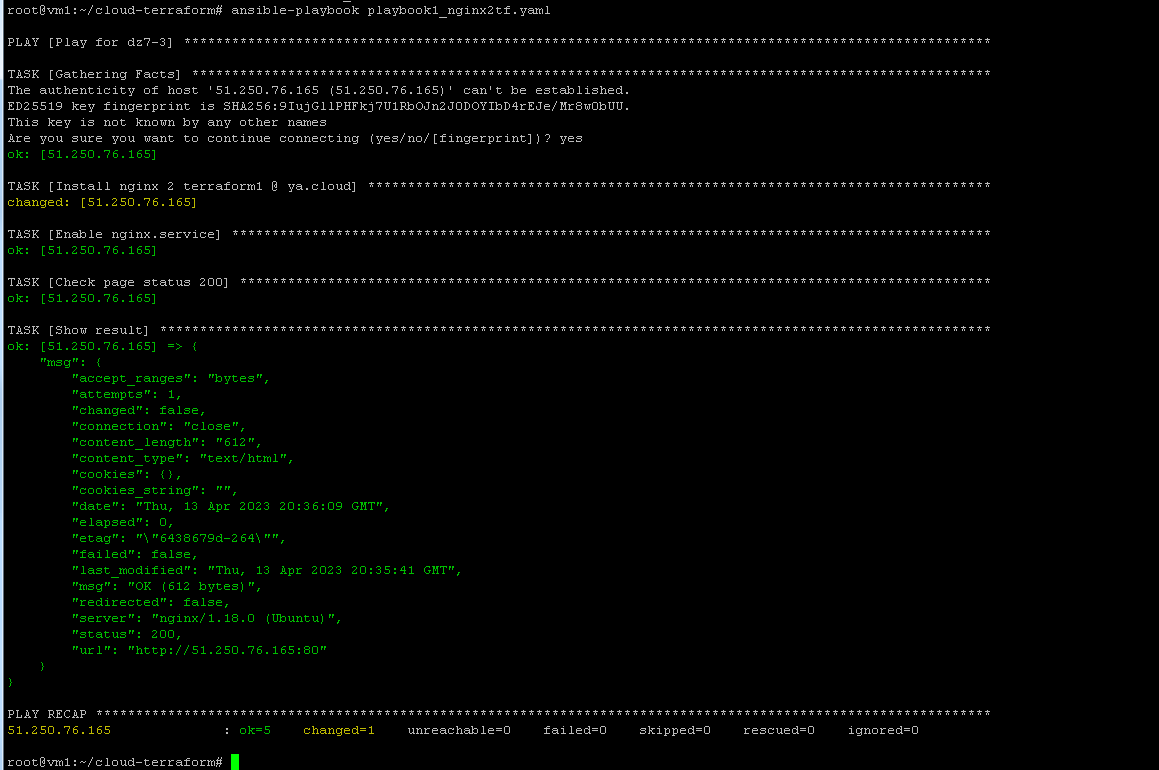 root@vm1:~/cloud-terraform# ansible-playbook playbook1_nginx2tf.yaml
PLAY [Play for dz7-3] *****************************************************************************************************
TASK [Gathering Facts] ****************************************************************************************************
The authenticity of host '51.250.76.165 (51.250.76.165)' can't be established.
ED25519 key fingerprint is SHA256:9IujGllPHFkj7U1RbOJn2JODOYIbD4rEJe/Mr8wObUU.
This key is not known by any other names
Are you sure you want to continue connecting (yes/no/[fingerprint])? yes
ok: [51.250.76.165]
TASK [Install nginx 2 terraform1 @ ya.cloud] ******************************************************************************
changed: [51.250.76.165]
TASK [Enable nginx.service] ***********************************************************************************************
ok: [51.250.76.165]
TASK [Check page status 200] **********************************************************************************************
ok: [51.250.76.165]
TASK [Show result] ********************************************************************************************************
ok: [51.250.76.165] => {
    "msg": {
        "accept_ranges": "bytes",
        "attempts": 1,
        "changed": false,
        "connection": "close",
        "content_length": "612",
        "content_type": "text/html",
        "cookies": {},
        "cookies_string": "",
        "date": "Thu, 13 Apr 2023 20:36:09 GMT",
        "elapsed": 0,
        "etag": "\"6438679d-264\"",
        "failed": false,
        "last_modified": "Thu, 13 Apr 2023 20:35:41 GMT",
        "msg": "OK (612 bytes)",
        "redirected": false,
        "server": "nginx/1.18.0 (Ubuntu)",
        "status": 200,
        "url": "http://51.250.76.165:80"
    }
}
PLAY RECAP ****************************************************************************************************************
51.250.76.165              : ok=5    changed=1    unreachable=0    failed=0    skipped=0    rescued=0    ignored=0
root@vm1:~/cloud-terraform#